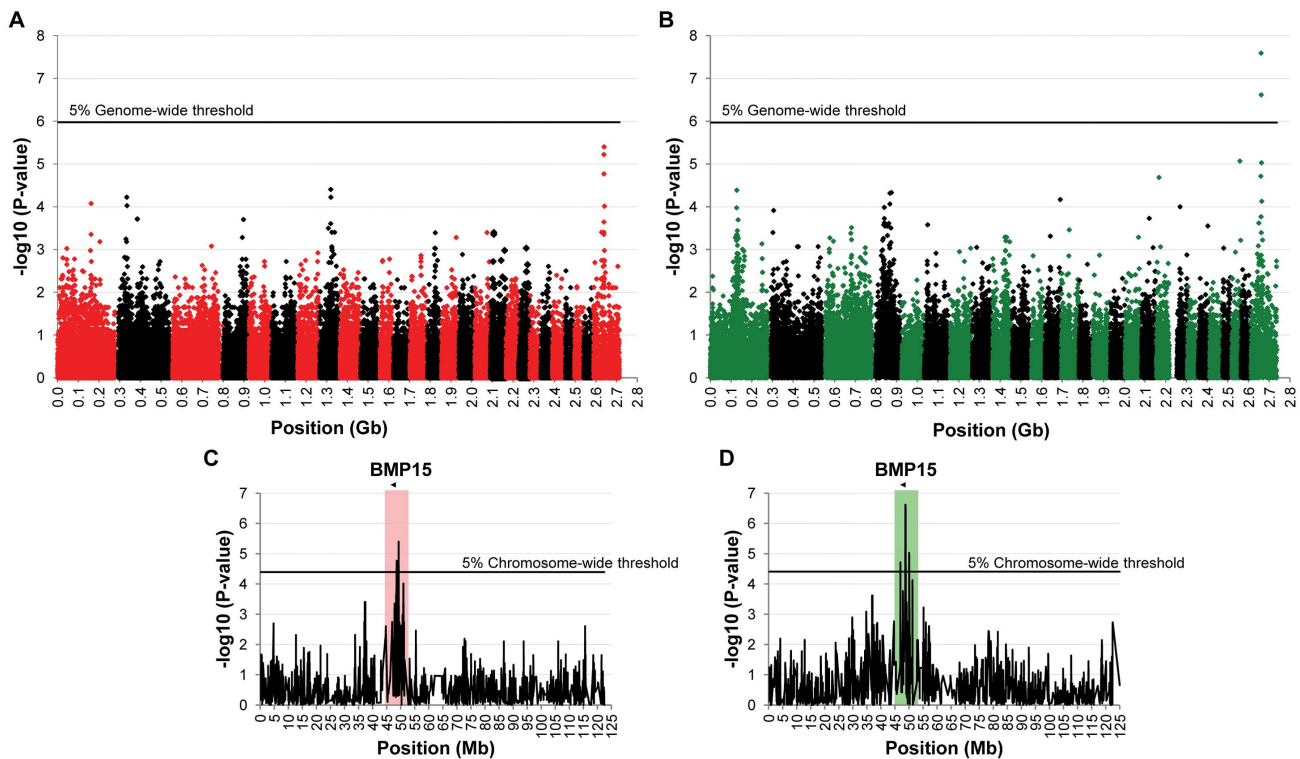 A
8
7
6
5
4
3
2
1
0
-log10 (P-value)
5% Genome-wide threshold
0.0 0.1 0.2 0.3 0.4 0.5 0.6 0.7 0.8 0.9 1.0 1.1 1.2 1.3 1.4 1.5 1.6 1.7 1.8 1.9 2.0 2.1 2.2 2.3 2.4 2.5 2.6 2.7 2.8
Position (Gb)
B
8
7
6
5
4
3
2
1
0
-log10 (P-value)
5% Genome-wide threshold
0.0 0.1 0.2 0.3 0.4 0.5 0.6 0.7 0.8 0.9 1.0 1.1 1.2 1.3 1.4 1.5 1.6 1.7 1.8 1.9 2.0 2.1 2.2 2.3 2.4 2.5 2.6 2.7 2.8
Position (Gb)
C
BMP15
7
6
5
4
3
2
1
0
-log10 (P-value)
5% Chromosome-wide threshold
0 5 10 15 20 25 30 35 40 45 50 55 60 65 70 75 80 85 90 95 100 105 110 115 120 125
Position (Mb)
D
BMP15
7
6
5
4
3
2
1
0
-log10 (P-value)
5% Chromosome-wide threshold
0 5 10 15 20 25 30 35 40 45 50 55 60 65 70 75 80 85 90 95 100 105 110 115 120 125
Position (Mb)